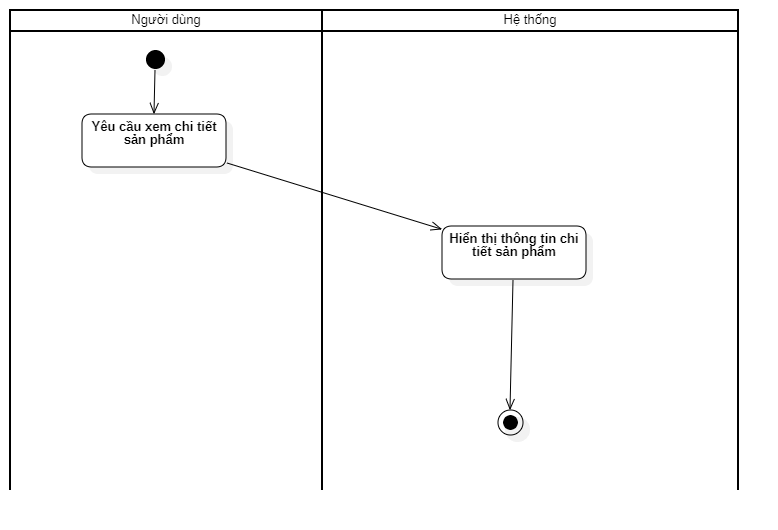 Người dùng
Hệ thống
Yêu cầu xem chi tiết
sản phẩm
Hiển thị thông tin chi
tiết sản phẩm